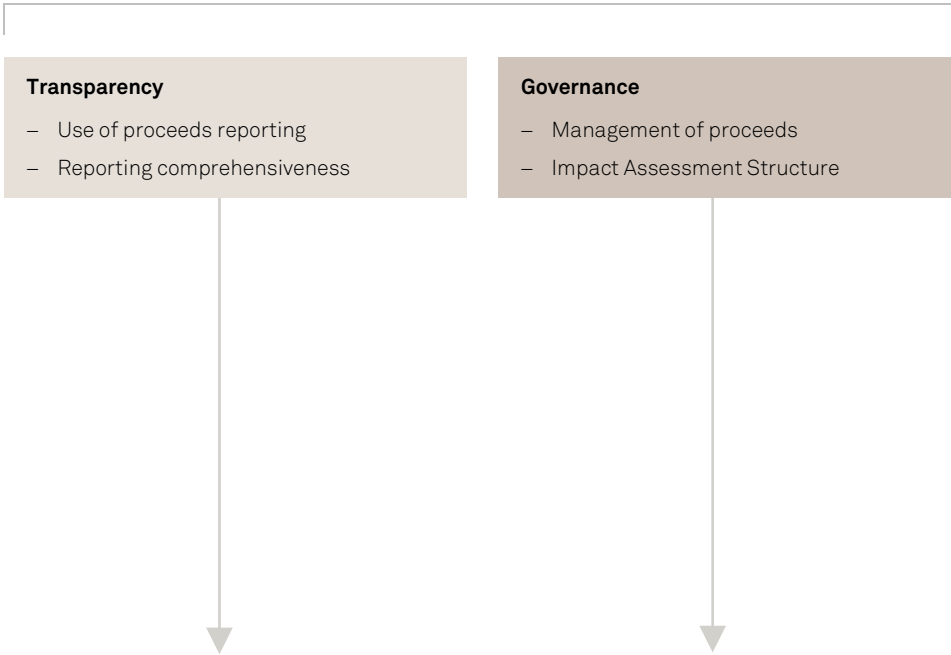 Transparency
– Use of proceeds reporting
– Reporting comprehensiveness
Governance
– Management of proceeds
– Impact Assessment Structure